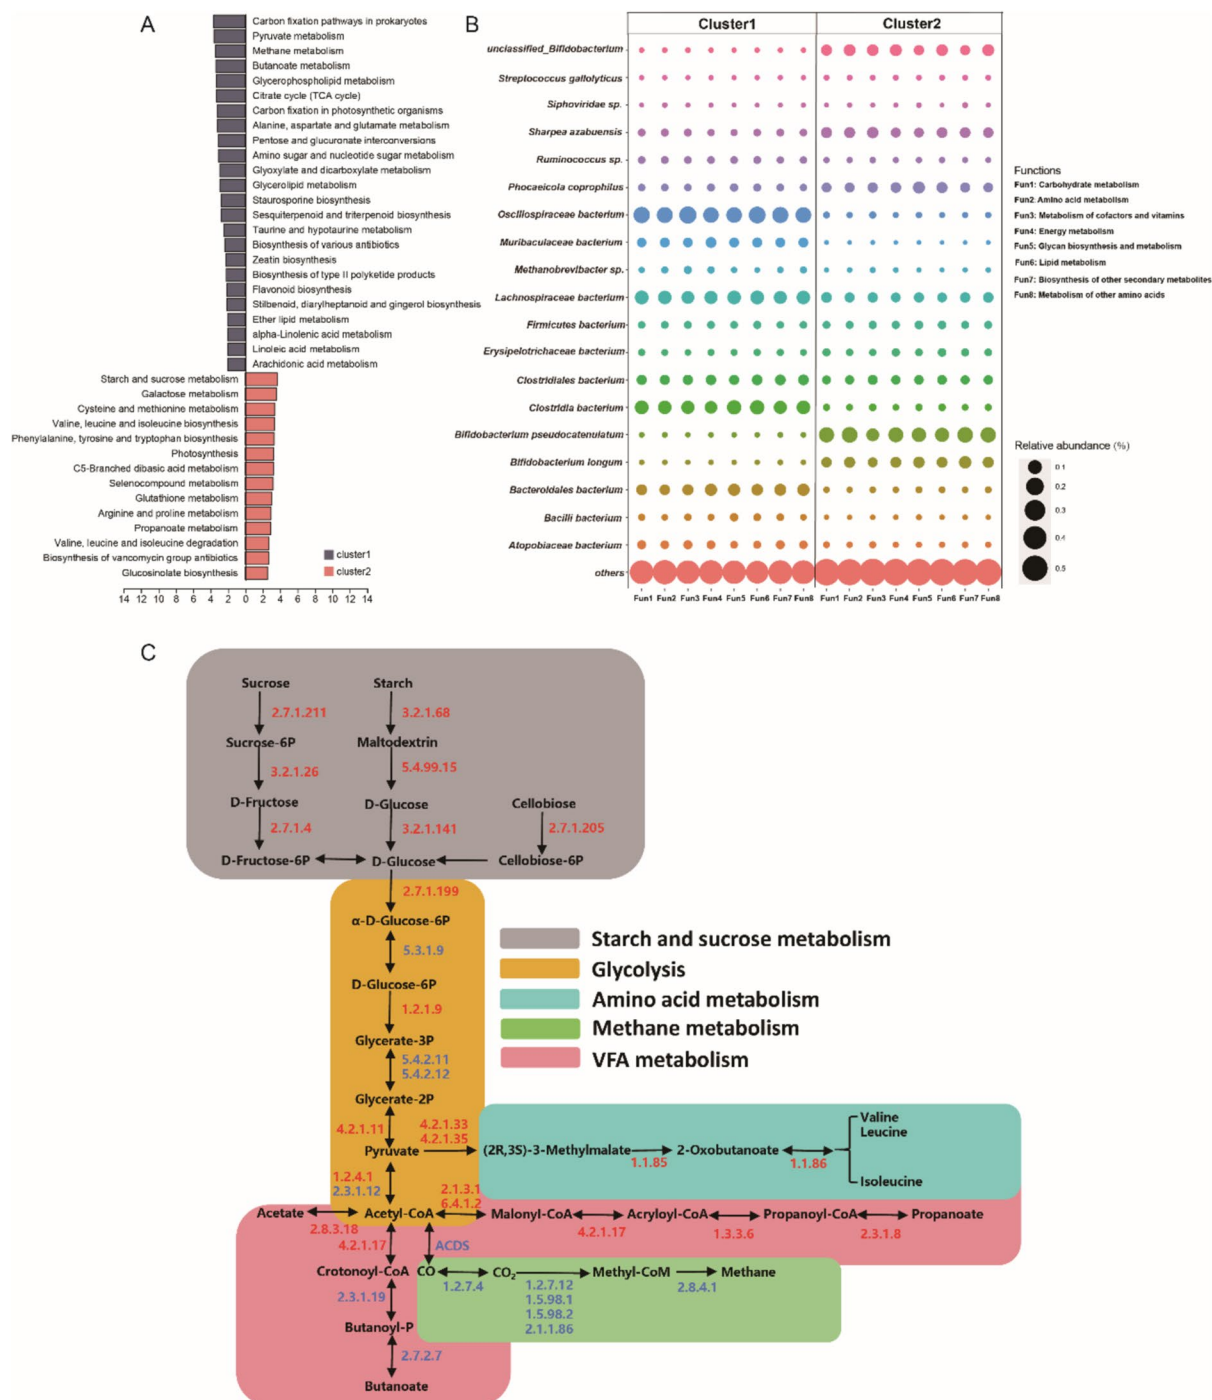 A
Carbon fixation pathways in prokaryotes
Pyruvate metabolism
Methane metabolism
Butanoate metabolism
Glycerophospholipid metabolism
Citrate cycle (TCA cycle)
Carbon fixation in photosynthetic organisms
Alanine, aspartate and glutamate metabolism
Pentose and glucuronate interconversions
Amino sugar and nucleotide sugar metabolism
Glyoxylate and dicarboxylate metabolism
Glycerolipid metabolism
Staurosporine biosynthesis
Sesquiterpenoid and triterpenoid biosynthesis
Taurine and hypotaurine metabolism
Biosynthesis of various antibiotics
Zeatin biosynthesis
Biosynthesis of type II polyketide products
Flavonoid biosynthesis
Stilbenoid, diarylheptanoid and gingerol biosynthesis
Ether lipid metabolism
alpha-Linolenic acid metabolism
Linoleic acid metabolism
Arachidonic acid metabolism
Starch and sucrose metabolism
Galactose metabolism
Cysteine and methionine metabolism
Valine, leucine and isoleucine biosynthesis
Phenylalanine, tyrosine and tryptophan biosynthesis
Photosynthesis
C5-Branched dibasic acid metabolism
Selenocompound metabolism
Glutathione metabolism
Arginine and proline metabolism
Propanoate metabolism
Valine, leucine and isoleucine degradation
Biosynthesis of vancomycin group antibiotics
Glucosinolate biosynthesis
cluster1
cluster2
14 12 10 8 6 4 2 0 2 4 6 8 10 12 14
B
Cluster1 Cluster2
unclassified_Bifidobacterium
Streptococcus gallolyticus
Siphoviridae sp.
Sharpea azabuensis
Ruminococcus sp.
Phocaeicola coprophilus
Oscillospiraceae bacterium
Muribaculaceae bacterium
Methanobrevibacter sp.
Lachnospiraceae bacterium
Firmicutes bacterium
Erysipelotrichaceae bacterium
Clostridiales bacterium
Clostridia bacterium
Bifidobacterium pseudocatenulatum
Bifidobacterium longum
Bacteroidales bacterium
Bacilli bacterium
Atopobiaceae bacterium
others
Fun1 Fun2 Fun3 Fun4 Fun5 Fun6 Fun7 Fun8 Fun1 Fun2 Fun3 Fun4 Fun5 Fun6 Fun7 Fun8
Functions
Fun1: Carbohydrate metabolism
Fun2: Amino acid metabolism
Fun3: Metabolism of cofactors and vitamins
Fun4: Energy metabolism
Fun5: Glycan biosynthesis and metabolism
Fun6: Lipid metabolism
Fun7: Biosynthesis of other secondary metabolites
Fun8: Metabolism of other amino acids
Relative abundance (%)
0.1
0.2
0.3
0.4
0.5
C
Sucrose Starch
2.7.1.211 3.2.1.68
Sucrose-6P Maltodextrin
3.2.1.26 5.4.99.15
D-Fructose D-Glucose Cellobiose
2.7.1.4 3.2.1.141 2.7.1.205
D-Fructose-6P D-Glucose Cellobiose-6P
2.7.1.199
α-D-Glucose-6P
5.3.1.9
D-Glucose-6P
1.2.1.9
Glycerate-3P
5.4.2.11
5.4.2.12
Glycerate-2P
4.2.1.11 4.2.1.33
4.2.1.35
Starch and sucrose metabolism
Glycolysis
Amino acid metabolism
Methane metabolism
VFA metabolism
Pyruvate (2R,3S)-3-Methylmalate 2-Oxobutanoate
1.1.85 1.1.86
Valine
Leucine
Isoleucine
1.2.4.1
2.3.1.12
2.1.3.1
6.4.1.2
Acetate Acetyl-CoA Malonyl-CoA Acryloyl-CoA Propanoyl-CoA Propanoate
2.8.3.18 4.2.1.17 1.3.3.6 2.3.1.8
4.2.1.17
ACDS
Crotonoyl-CoA CO CO₂ Methyl-CoM Methane
1.2.7.4 1.2.7.12 2.8.4.1
1.5.98.1
1.5.98.2
2.1.1.86
2.3.1.19
Butanoyl-P
2.7.2.7
Butanoate